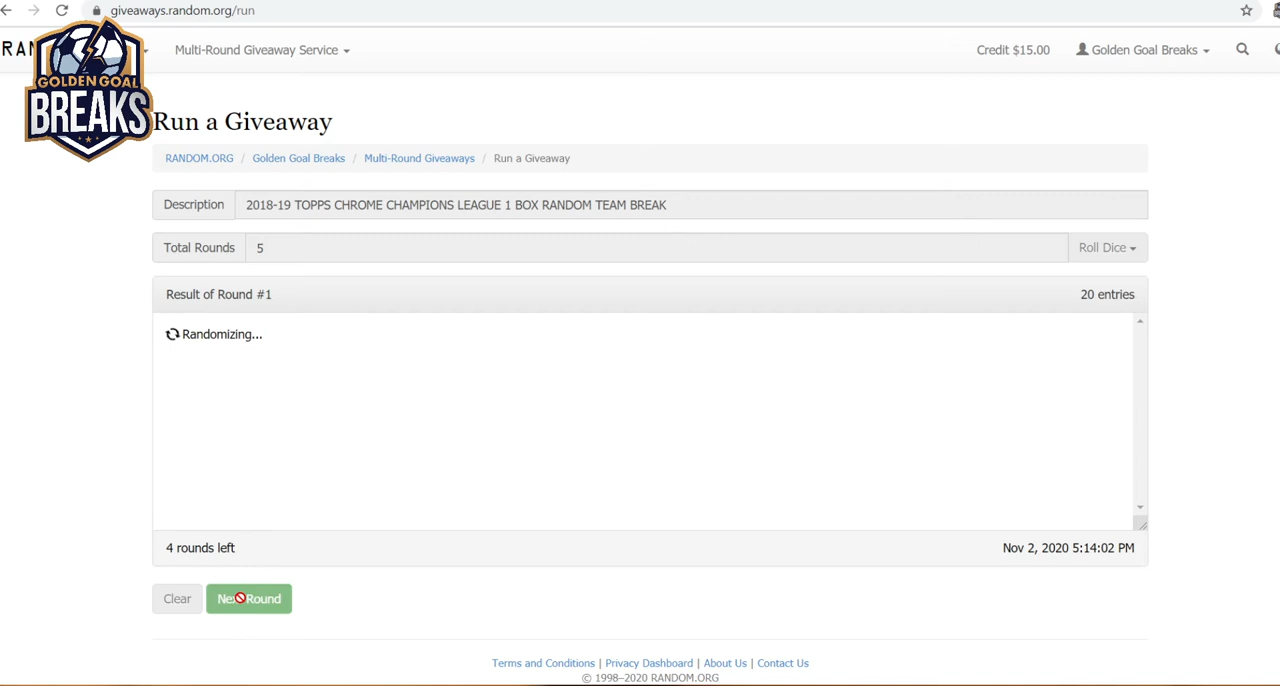 giveaways.random.org/run
Multi-Round Giveaway Service
Credit $15.00
Golden Goal Breaks
GOLDEN GOAL
BREAKS
Run a Giveaway
RANDOM.ORG / Golden Goal Breaks / Multi-Round Giveaways / Run a Giveaway
Description 2018-19 TOPPS CHROME CHAMPIONS LEAGUE 1 BOX RANDOM TEAM BREAK
Total Rounds 5 Roll Dice
Result of Round #1 20 entries
Randomizing...
4 rounds left Nov 2, 2020 5:14:02 PM
Clear Next Round
Terms and Conditions | Privacy Dashboard | About Us | Contact Us
© 1998–2020 RANDOM.ORG